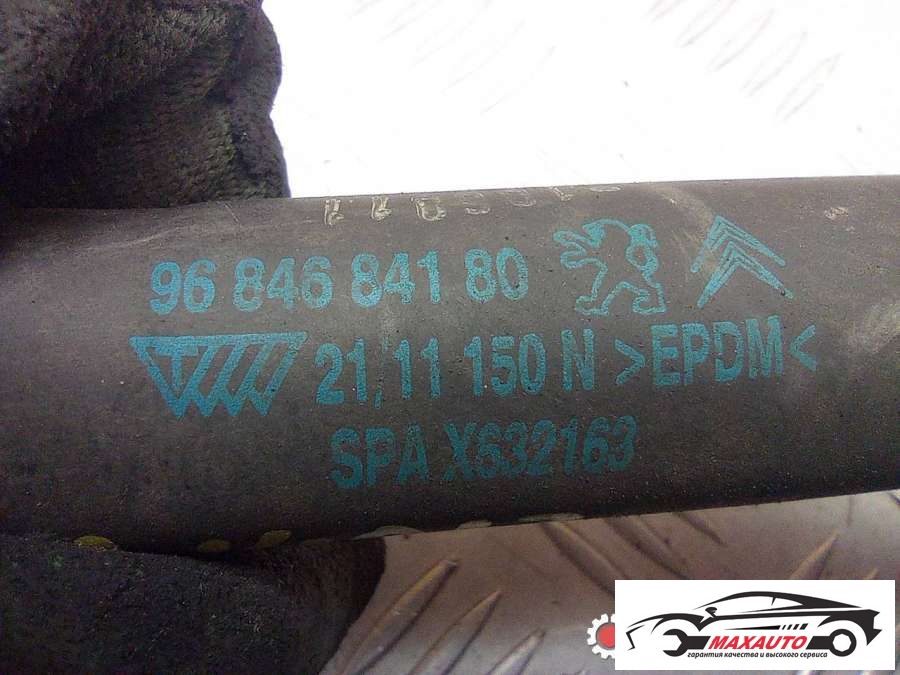 96 846 841 80
21/11 150 N >EPDM<
SPA X632163
MAXAUTO
гарантия качества и высокого сервиса